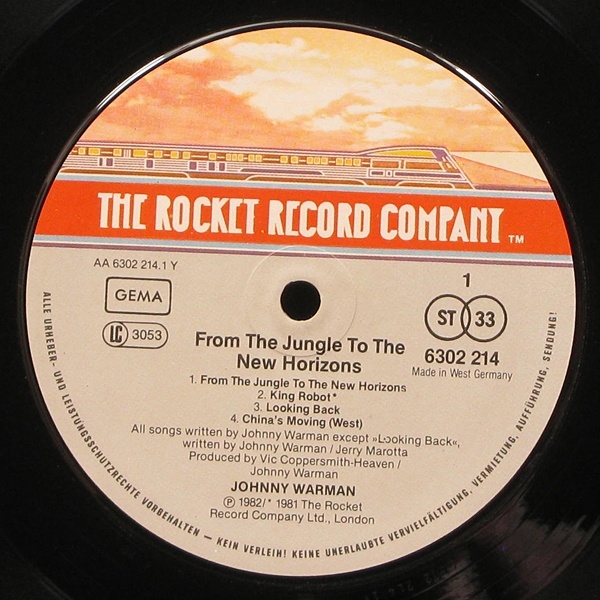 THE ROCKET RECORD COMPANY ™
AA 6302 214.1 Y
GEMA
LC 3053
1
ST 33
6302 214
Made in West Germany
From The Jungle To The
New Horizons
1. From The Jungle To The New Horizons
2. King Robot*
3. Looking Back
4. China's Moving (West)
All songs written by Johnny Warman except »Looking Back«,
written by Johnny Warman / Jerry Marotta
Produced by Vic Coppersmith-Heaven /
Johnny Warman
JOHNNY WARMAN
℗ 1982/* 1981 The Rocket
Record Company Ltd., London
ALLE URHEBER- UND LEISTUNGSSCHUTZRECHTE VORBEHALTEN – KEIN VERLEIH! KEINE UNERLAUBTE VERVIELFÄLTIGUNG, VERMIETUNG, AUFFÜHRUNG, SENDUNG!